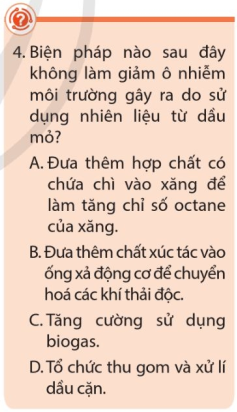 4. Biện pháp nào sau đây
không làm giảm ô nhiễm
môi trường gây ra do sử
dụng nhiên liệu từ dầu
mỏ?
A. Đưa thêm hợp chất có
chứa chì vào xăng để
làm tăng chỉ số octane
của xăng.
B. Đưa thêm chất xúc tác vào
ống xả động cơ để chuyển
hoá các khí thải độc.
C. Tăng cường sử dụng
biogas.
D. Tổ chức thu gom và xử lí
dầu cặn.